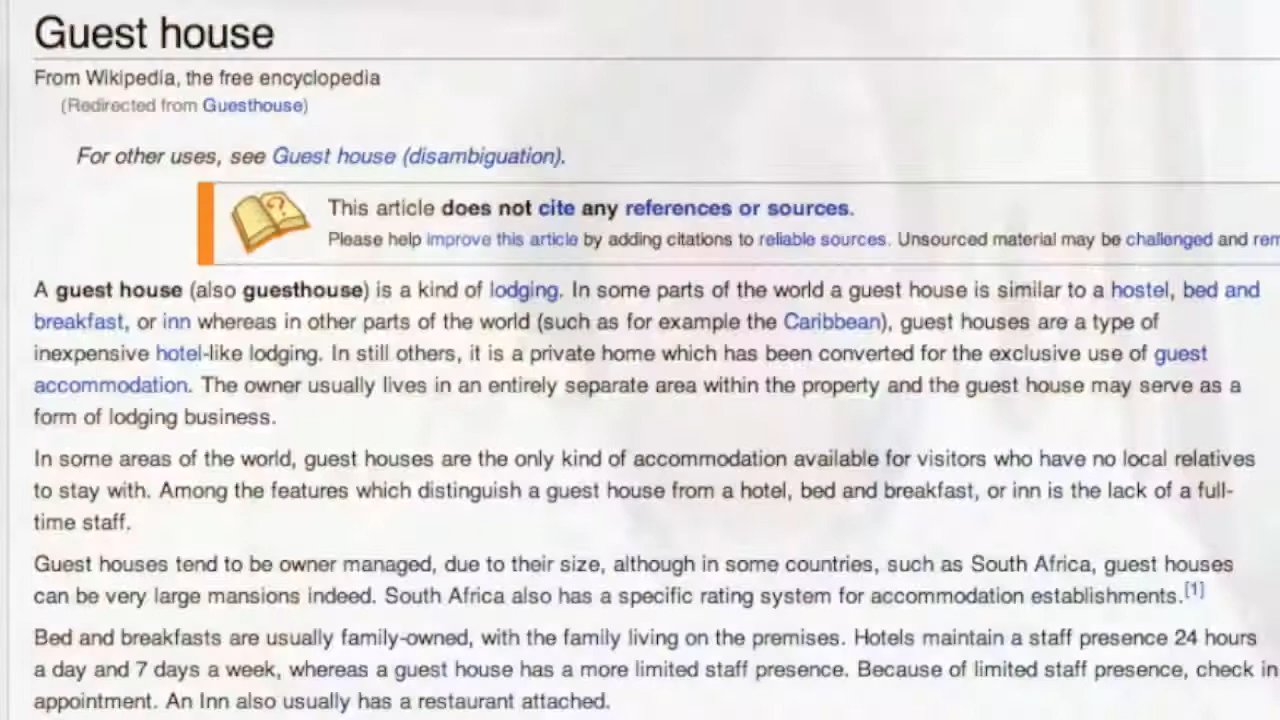 Guest house
From Wikipedia, the free encyclopedia
(Redirected from Guesthouse)
For other uses, see Guest house (disambiguation).
This article does not cite any references or sources.
Please help improve this article by adding citations to reliable sources. Unsourced material may be challenged and rem
A guest house (also guesthouse) is a kind of lodging. In some parts of the world a guest house is similar to a hostel, bed and
breakfast, or inn whereas in other parts of the world (such as for example the Caribbean), guest houses are a type of
inexpensive hotel-like lodging. In still others, it is a private home which has been converted for the exclusive use of guest
accommodation. The owner usually lives in an entirely separate area within the property and the guest house may serve as a
form of lodging business.
In some areas of the world, guest houses are the only kind of accommodation available for visitors who have no local relatives
to stay with. Among the features which distinguish a guest house from a hotel, bed and breakfast, or inn is the lack of a full-
time staff.
Guest houses tend to be owner managed, due to their size, although in some countries, such as South Africa, guest houses
can be very large mansions indeed. South Africa also has a specific rating system for accommodation establishments.[1]
Bed and breakfasts are usually family-owned, with the family living on the premises. Hotels maintain a staff presence 24 hours
a day and 7 days a week, whereas a guest house has a more limited staff presence. Because of limited staff presence, check in
appointment. An Inn also usually has a restaurant attached.